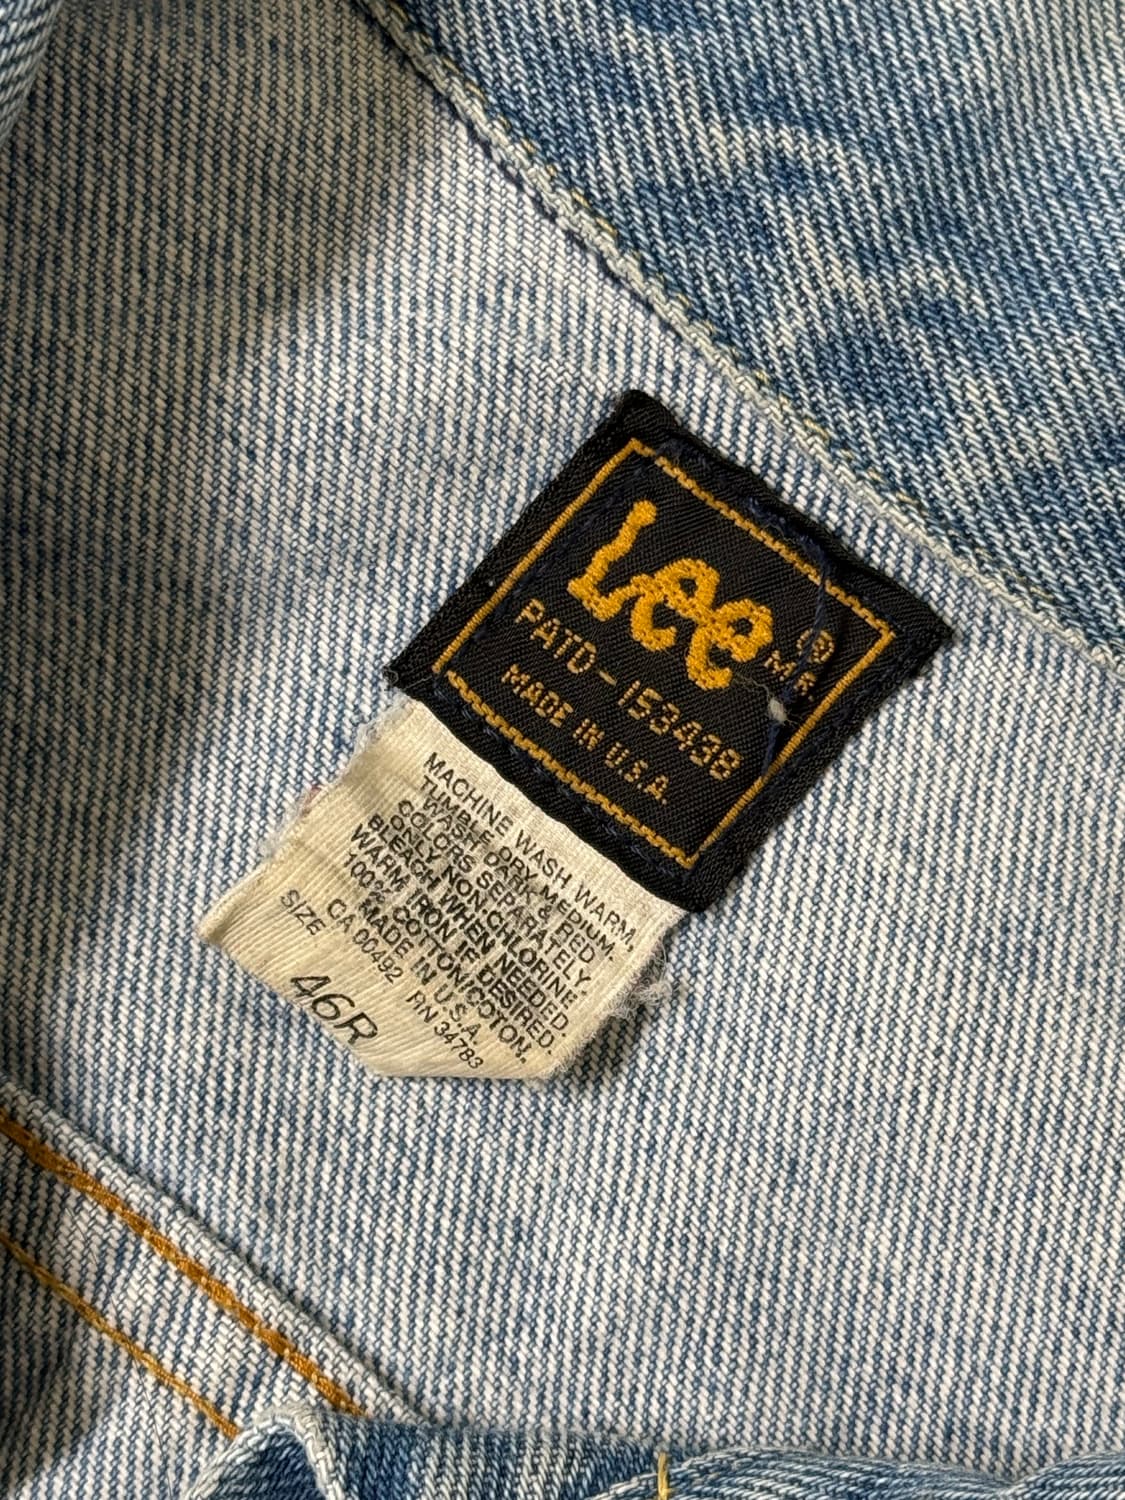 Lee ®
M.R.
PATD-153438
MADE IN U.S.A.
MACHINE WASH WARM.
TUMBLE DRY MEDIUM.
WASH DARK & RED
COLORS SEPARATELY.
ONLY NON-CHLORINE
BLEACH WHEN NEEDED.
WARM IRON IF DESIRED.
100% COTTON/COTON.
MADE IN U.S.A.
CA 00492 RN 34783
SIZE
46R